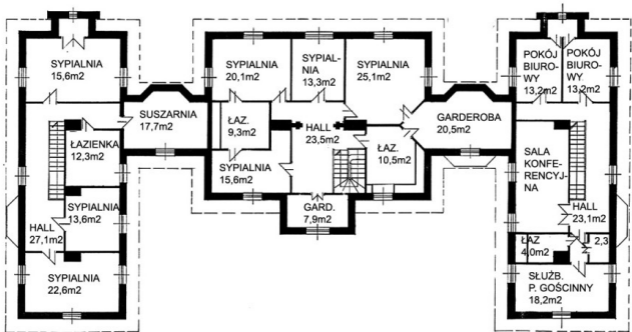 SYPIALNIA
15,6m2
SUSZARNIA
17,7m2
ŁAZIENKA
12,3m2
SYPIALNIA
13,6m2
HALL
27,1m2
SYPIALNIA
22,6m2
SYPIALNIA
20,1m2
SYPIAL-
NIA
13,3m2
SYPIALNIA
25,1m2
ŁAZ.
9,3m2
HALL
23,5m2
SYPIALNIA
15,6m2
ŁAZ.
10,5m2
GARD.
7,9m2
GARDEROBA
20,5m2
POKÓJ
BIURO-
WY
13,2m2
POKÓJ
BIURO-
WY
13,2m2
SALA
KONFE-
RENCYJ-
NA
HALL
23,1m2
ŁAZ
4,0m2
2,3
SŁUŻB.
P. GOŚCINNY
18,2m2